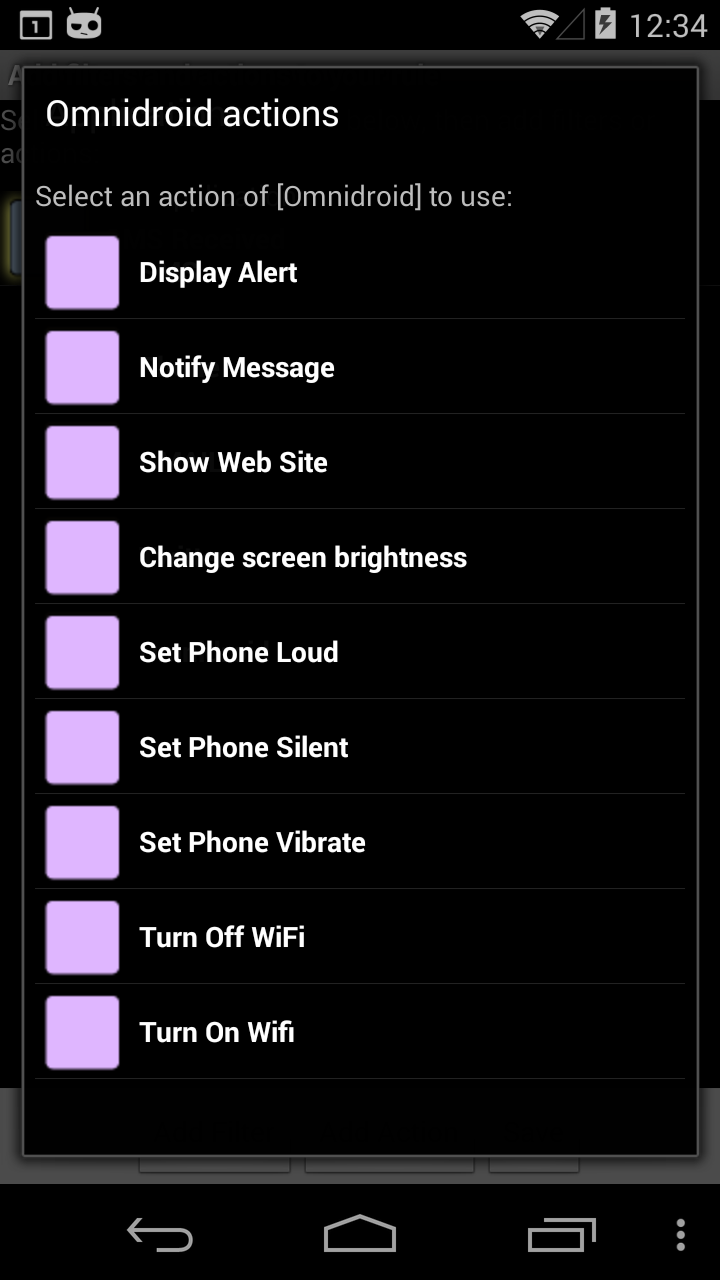 1
12:34
Omnidroid actions
Select an action of [Omnidroid] to use:
Display Alert
Notify Message
Show Web Site
Change screen brightness
Set Phone Loud
Set Phone Silent
Set Phone Vibrate
Turn Off WiFi
Turn On Wifi